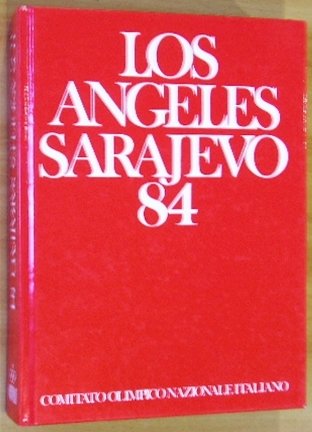 LOS
ANGELES
SARAJEVO
84
COMITATO OLIMPICO NAZIONALE ITALIANO